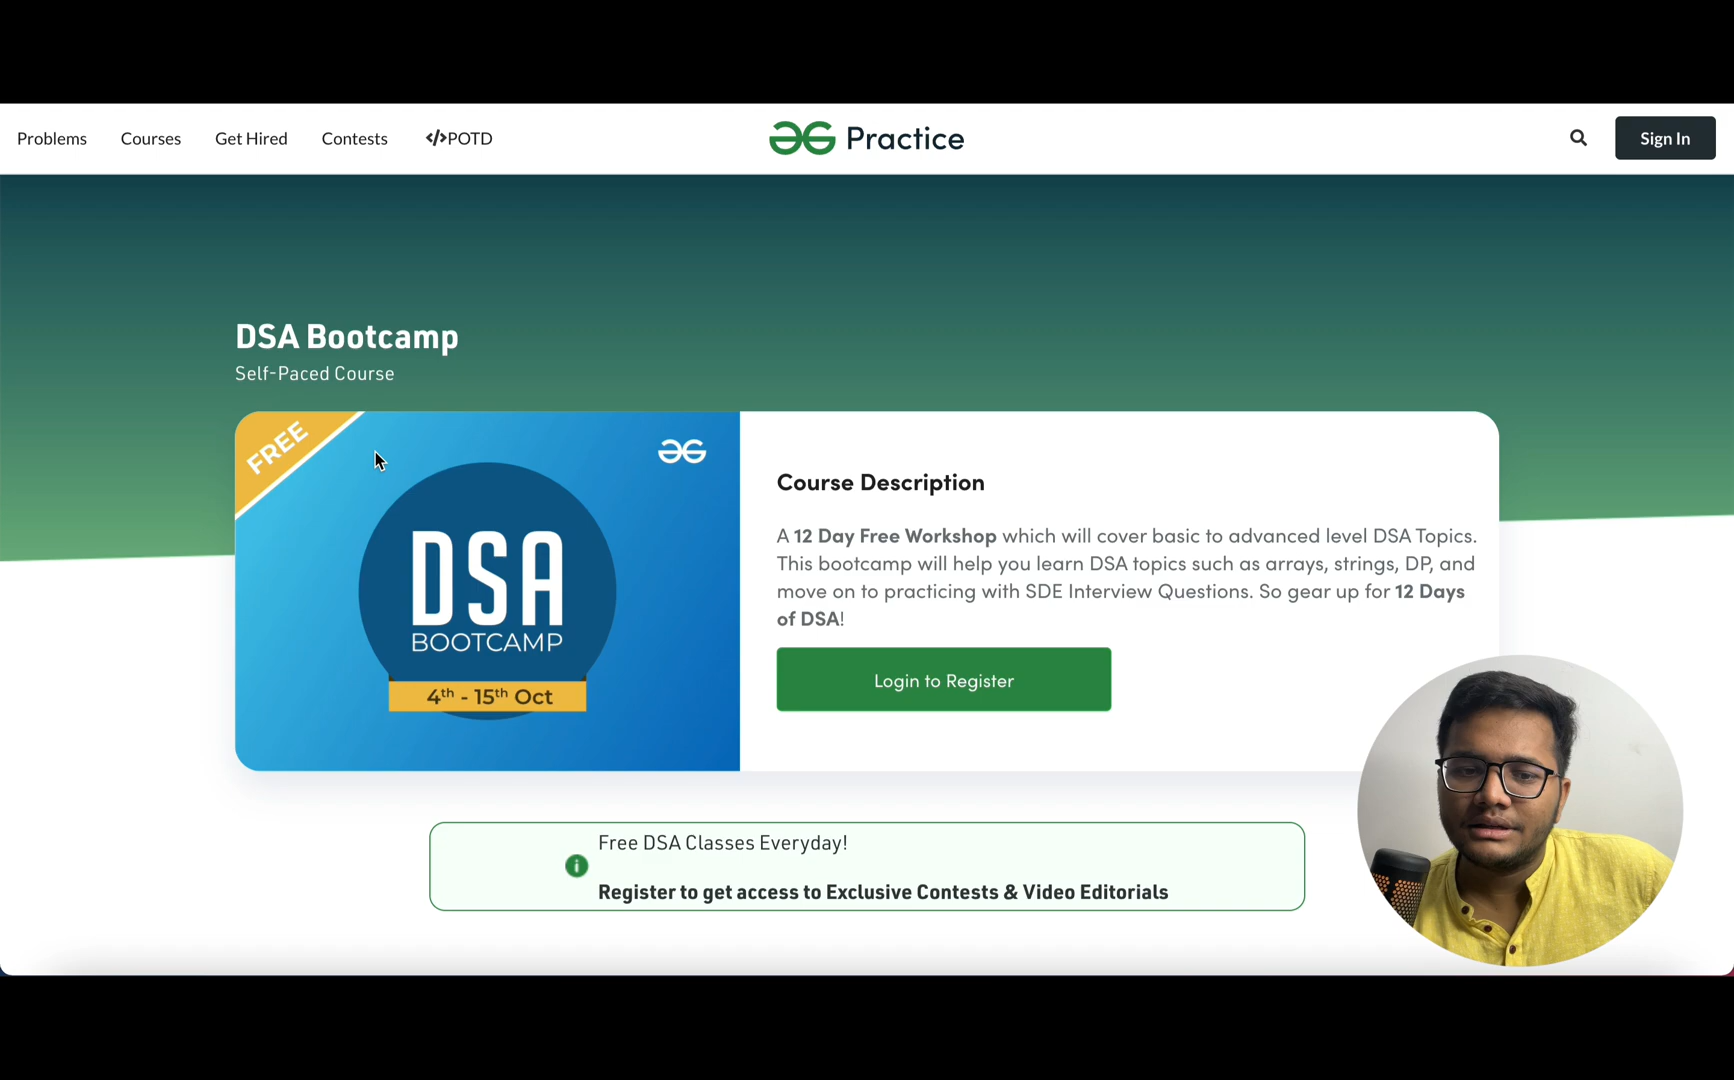 Problems
Courses
Get Hired
Contests
</>POTD
Practice
Sign In
DSA Bootcamp
Self-Paced Course
FREE
DSA
BOOTCAMP
4th - 15th Oct
Course Description
A 12 Day Free Workshop which will cover basic to advanced level DSA Topics.
This bootcamp will help you learn DSA topics such as arrays, strings, DP, and
move on to practicing with SDE Interview Questions. So gear up for 12 Days
of DSA!
Login to Register
Free DSA Classes Everyday!
Register to get access to Exclusive Contests & Video Editorials